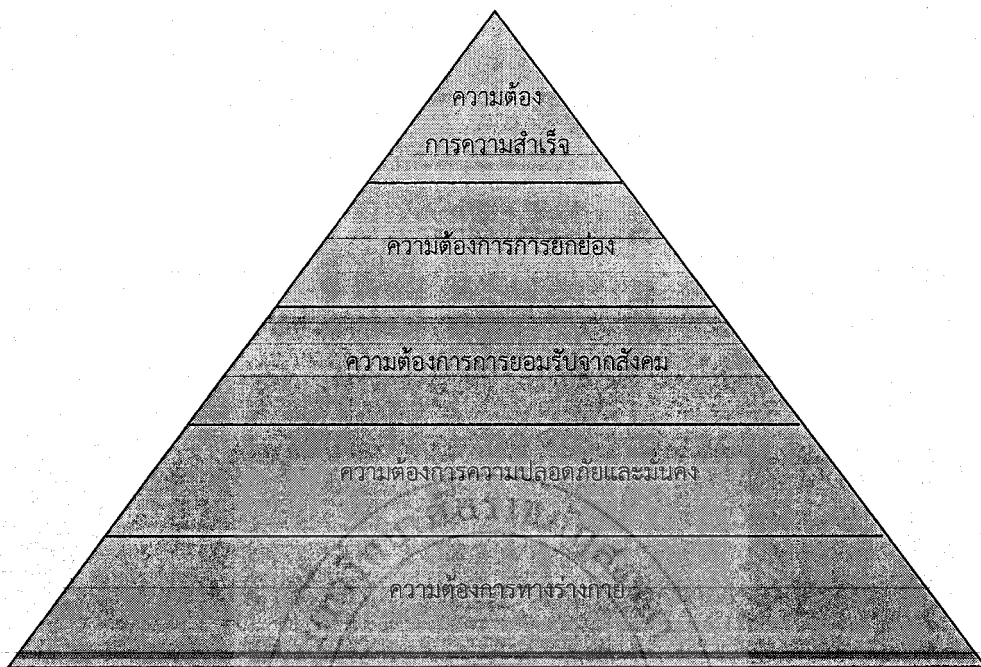 ความต้อง
การความสำเร็จ
ความต้องการการยกย่อง
ความต้องการการยอมรับจากสังคม
ความต้องการความปลอดภัยและมั่นคง
ความต้องการทางร่างกาย